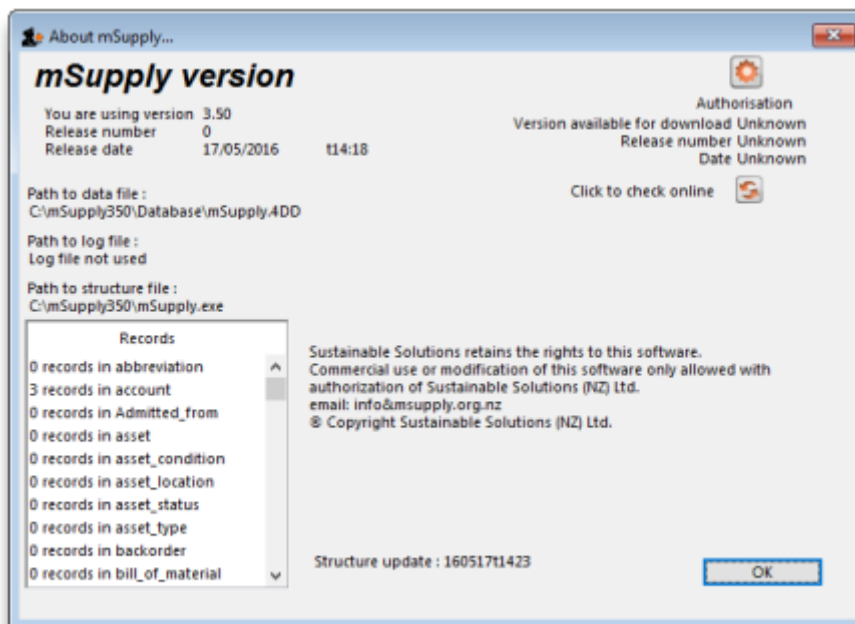 About mSupply...
mSupply version
You are using version 3.50
Release number 0
Release date 17/05/2016 t14:18
Authorisation
Version available for download Unknown
Release number Unknown
Date Unknown
Click to check online
Path to data file :
C:\mSupply350\Database\mSupply.4DD
Path to log file :
Log file not used
Path to structure file :
C:\mSupply350\mSupply.exe
Records
0 records in abbreviation
3 records in account
0 records in Admitted_from
0 records in asset
0 records in asset_condition
0 records in asset_location
0 records in asset_status
0 records in asset_type
0 records in backorder
0 records in bill_of_material
Sustainable Solutions retains the rights to this software.
Commercial use or modification of this software only allowed with
authorization of Sustainable Solutions (NZ) Ltd.
email: info&msupply.org.nz
® Copyright Sustainable Solutions (NZ) Ltd.
Structure update : 160517t1423
OK